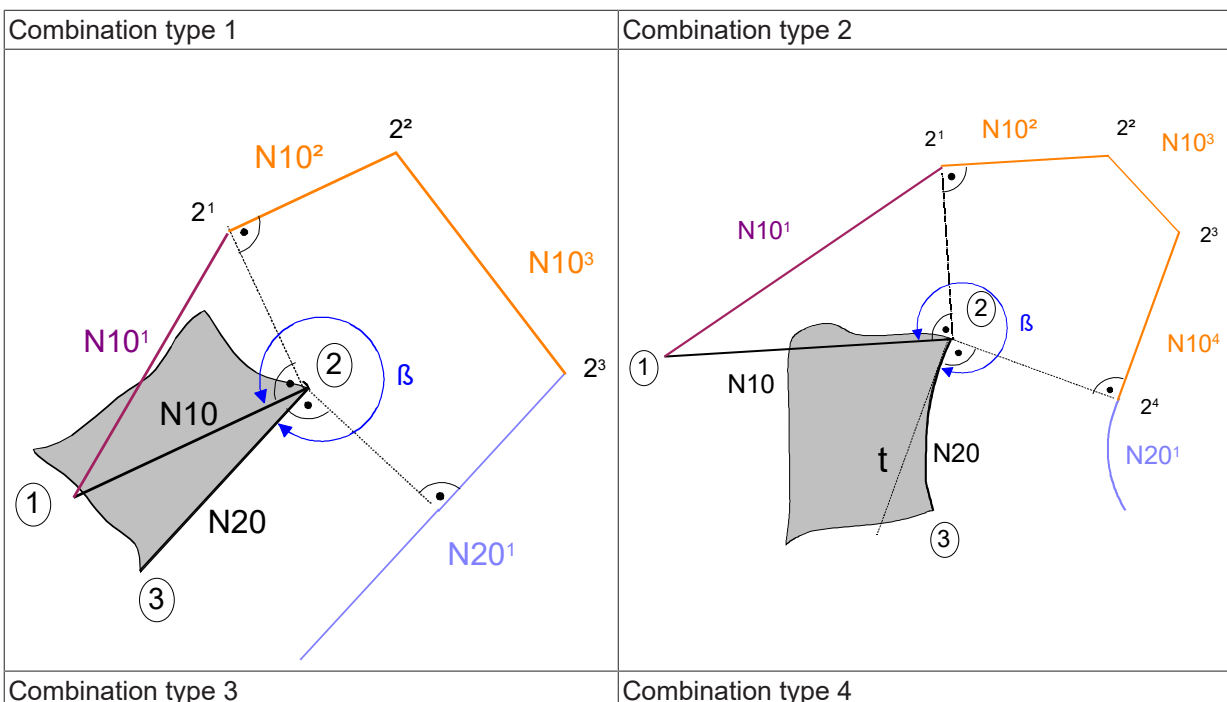 Combination type 1
Combination type 2
2²
N10²
2¹
N10³
N10¹
2
ß
2³
N10
1
N20
N20¹
3
N10²
2²
N10³
2¹
N10¹
2³
2
ß
1
N10
N10⁴
2⁴
t
N20
N20¹
3
Combination type 3
Combination type 4